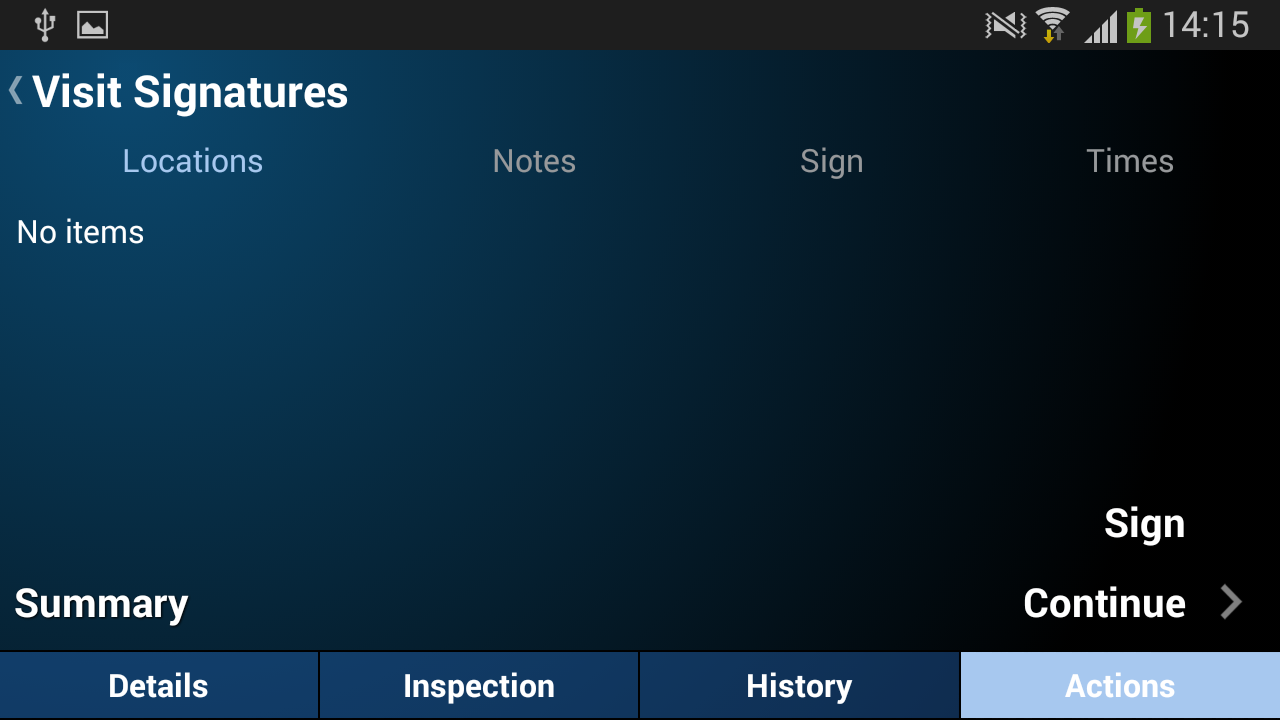 14:15
Visit Signatures
Locations Notes Sign Times
No items
Sign
Summary Continue
Details Inspection History Actions